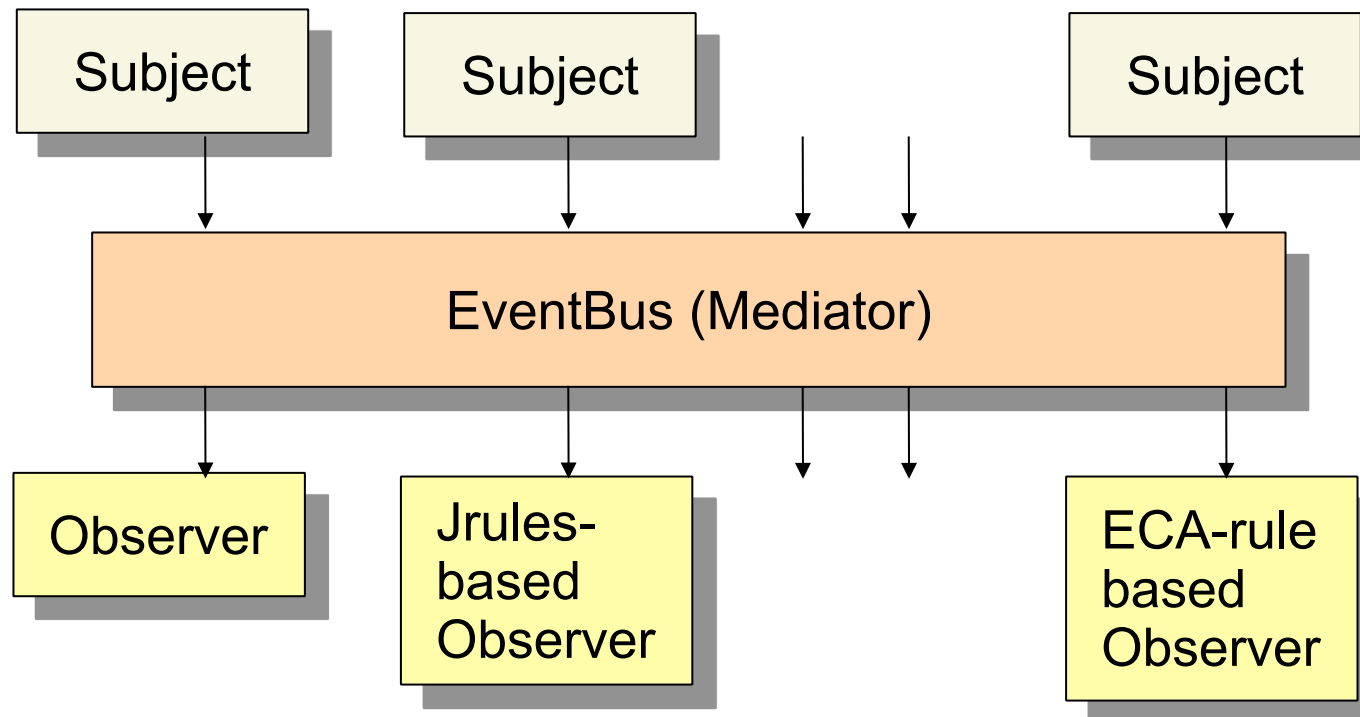 Subject
Subject
Subject
EventBus (Mediator)
Observer
Jrules-
based
Observer
ECA-rule
based
Observer